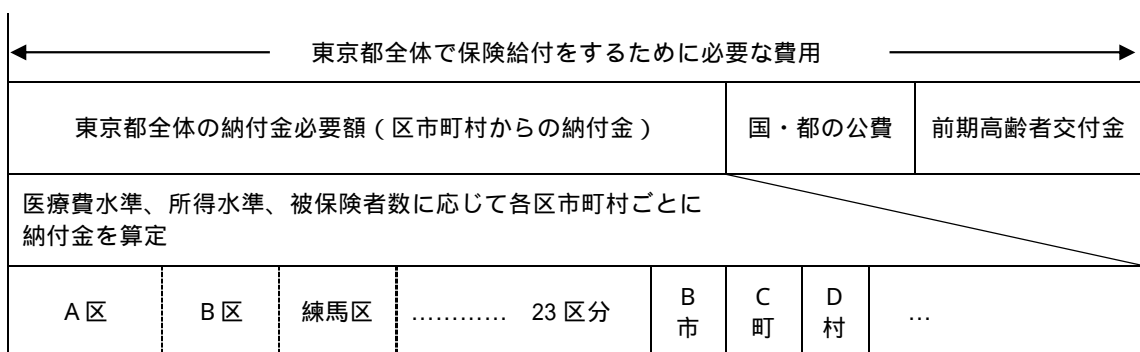 東京都全体で保険給付をするために必要な費用
東京都全体の納付金必要額（区市町村からの納付金）
国・都の公費
前期高齢者交付金
医療費水準、所得水準、被保険者数に応じて各区市町村ごとに
納付金を算定
A区
B区
練馬区
………… 23区分
B
市
C
町
D
村
…